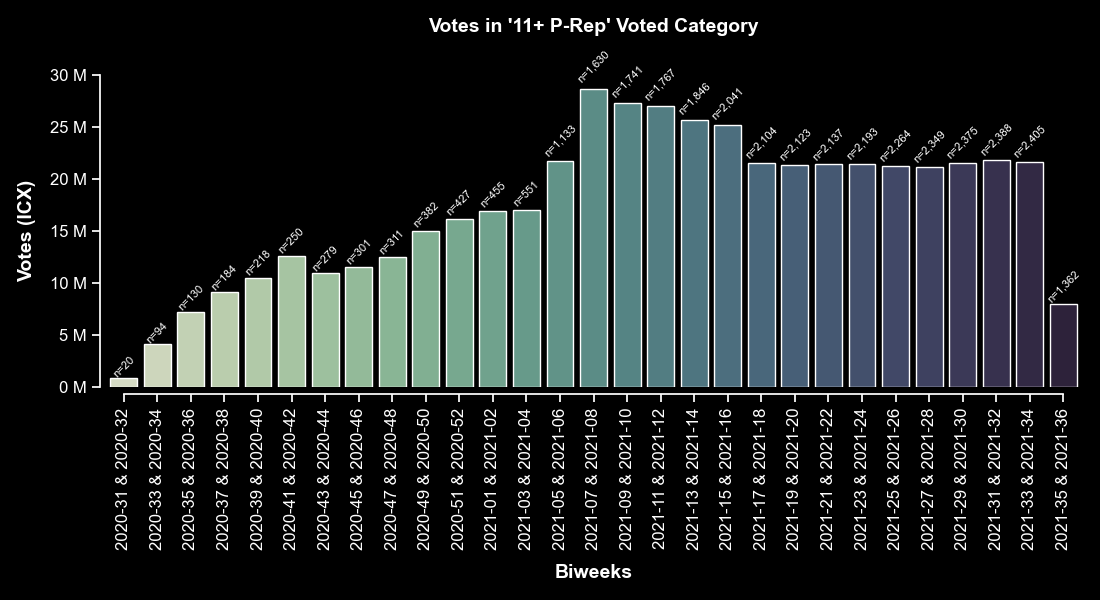 Votes in '11+ P-Rep' Voted Category
Votes (ICX)
30 M
25 M
20 M
15 M
10 M
5 M
0 M
n=20
n=94
n=130
n=184
n=218
n=250
n=279
n=301
n=311
n=382
n=427
n=455
n=551
n=1,133
n=1,630
n=1,741
n=1,767
n=1,846
n=2,041
n=2,104
n=2,123
n=2,137
n=2,193
n=2,264
n=2,349
n=2,375
n=2,388
n=2,405
n=1,362
2020-31 & 2020-32
2020-33 & 2020-34
2020-35 & 2020-36
2020-37 & 2020-38
2020-39 & 2020-40
2020-41 & 2020-42
2020-43 & 2020-44
2020-45 & 2020-46
2020-47 & 2020-48
2020-49 & 2020-50
2020-51 & 2020-52
2021-01 & 2021-02
2021-03 & 2021-04
2021-05 & 2021-06
2021-07 & 2021-08
2021-09 & 2021-10
2021-11 & 2021-12
2021-13 & 2021-14
2021-15 & 2021-16
2021-17 & 2021-18
2021-19 & 2021-20
2021-21 & 2021-22
2021-23 & 2021-24
2021-25 & 2021-26
2021-27 & 2021-28
2021-29 & 2021-30
2021-31 & 2021-32
2021-33 & 2021-34
2021-35 & 2021-36
Biweeks